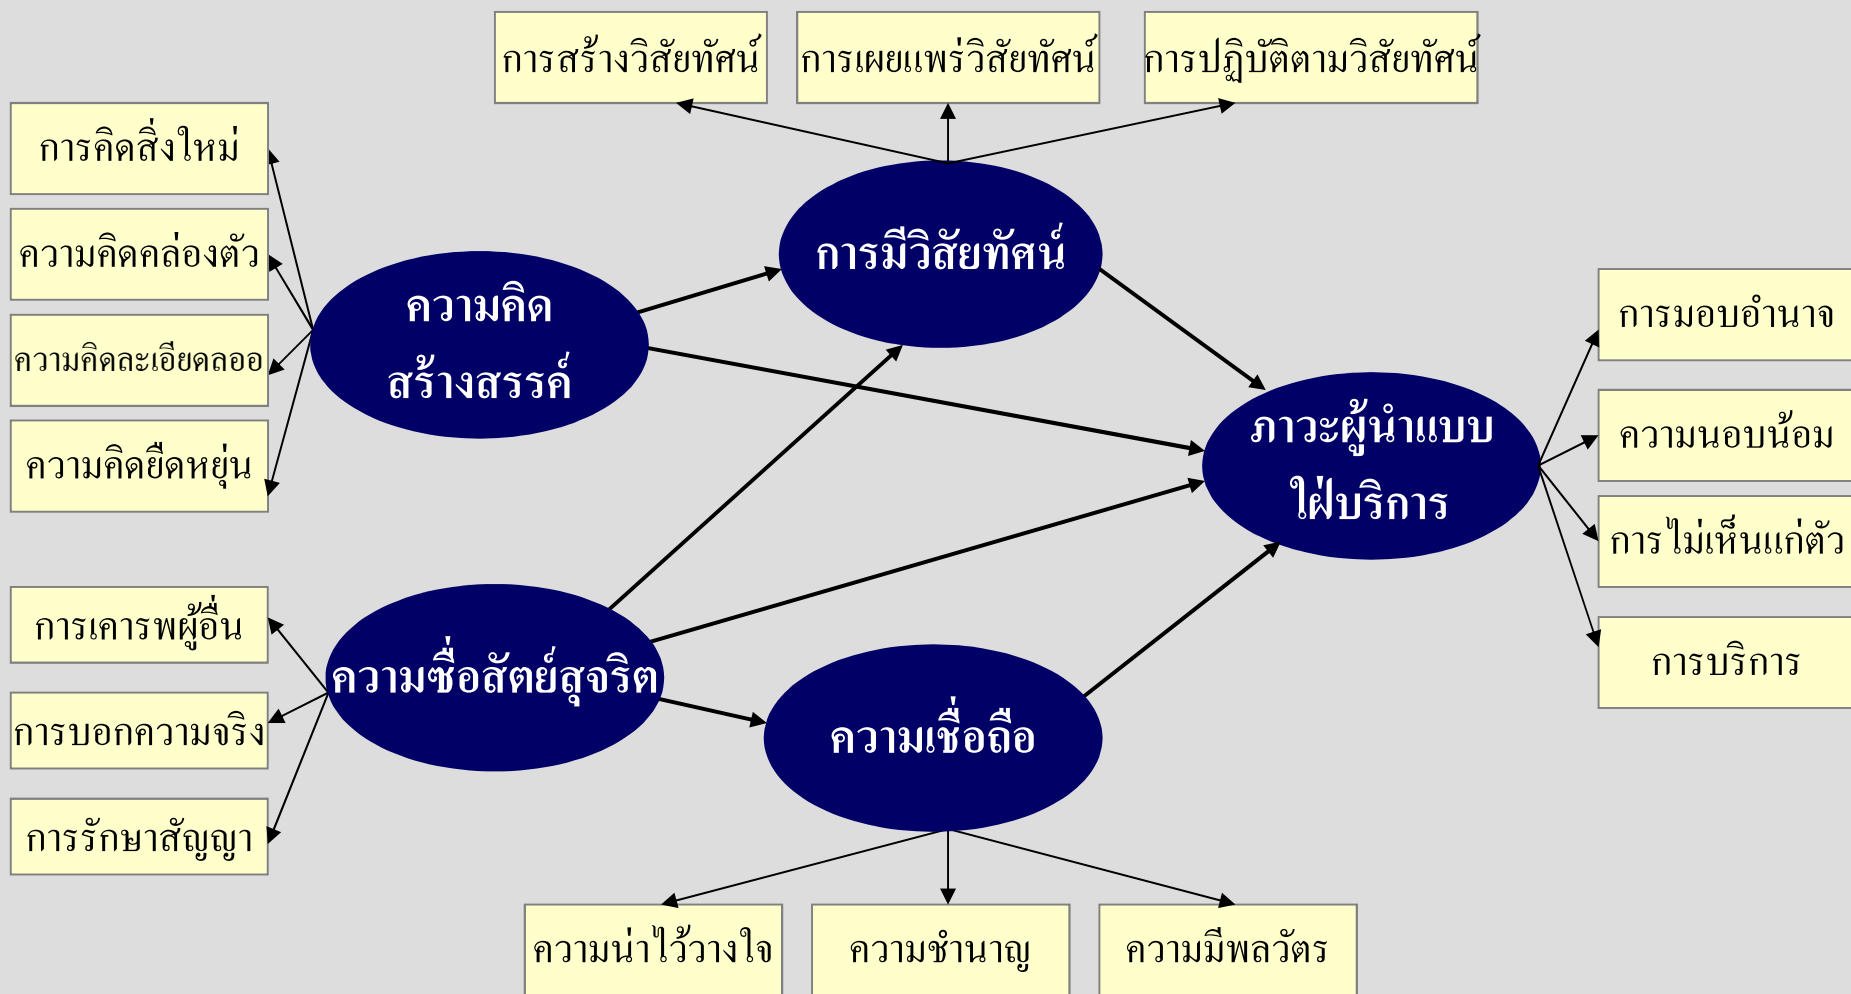 การสร้างวิสัยทัศน์
การเผยแพร่วิสัยทัศน์
การปฏิบัติตามวิสัยทัศน์
การคิดสิ่งใหม่
ความคิดคล่องตัว
ความคิดละเอียดลออ
ความคิดยืดหยุ่น
ความคิด
สร้างสรรค์
การมีวิสัยทัศน์
ภาวะผู้นำแบบ
ใฝ่บริการ
การมอบอำนาจ
ความนอบน้อม
การไม่เห็นแก่ตัว
การบริการ
การเคารพผู้อื่น
การบอกความจริง
การรักษาสัญญา
ความซื่อสัตย์สุจริต
ความเชื่อถือ
ความน่าไว้วางใจ
ความชำนาญ
ความมีพลวัตร